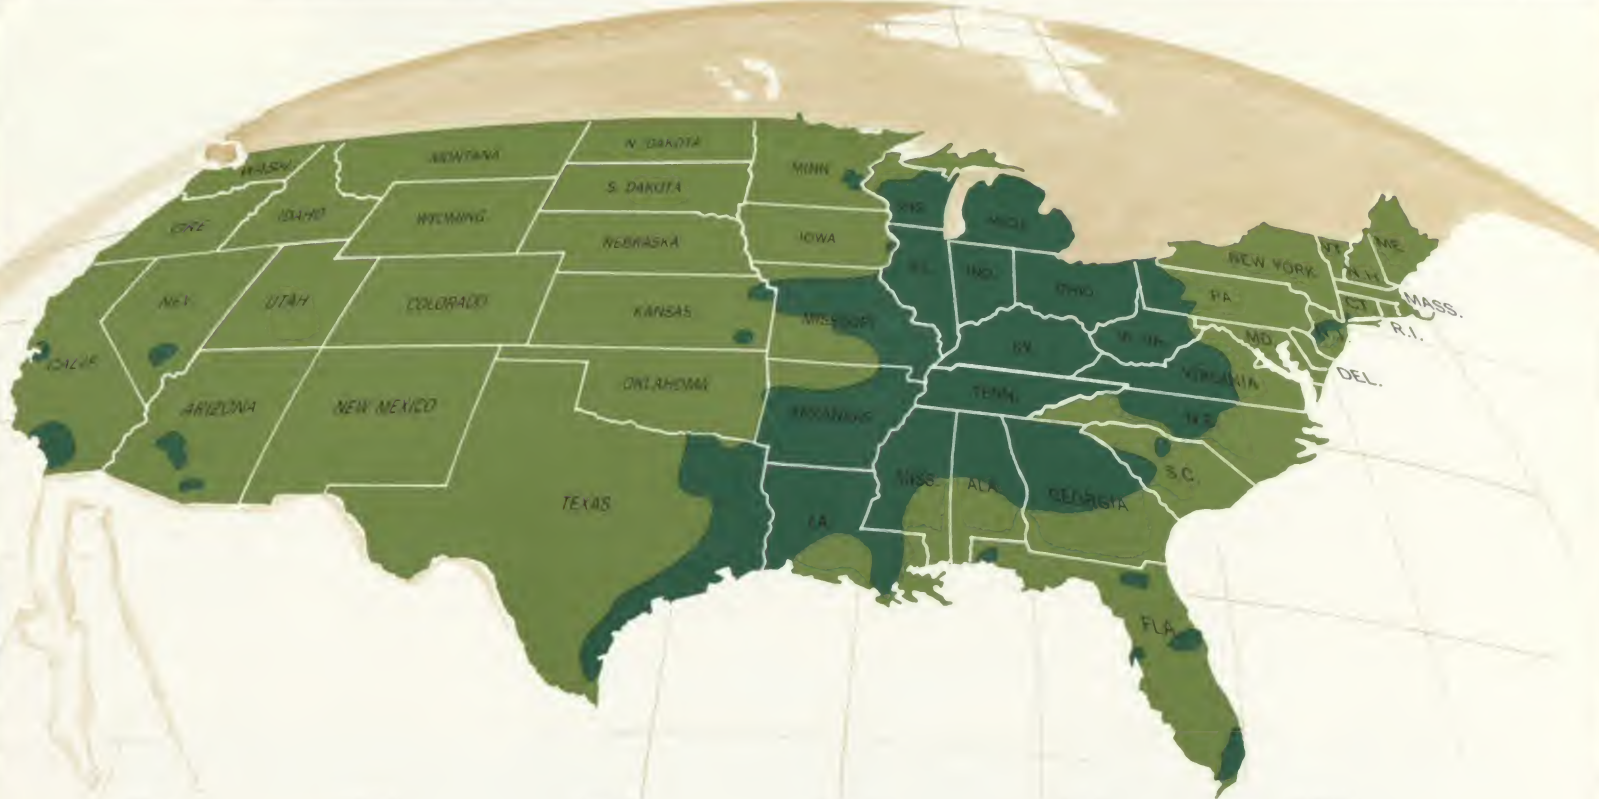 WASH.
MONTANA
N. DAKOTA
MINN
ORE
IDAHO
WYOMING
S. DAKOTA
WIS.
MICH
NEBRASKA
IOWA
NEV.
UTAH
COLORADO
KANSAS
MISSOURI
ILL.
IND.
OHIO
PA.
NEW YORK
VT
N.H.
ME
MASS.
CT
R.I.
N.J.
MD
DEL.
CALIF
ARIZONA
NEW MEXICO
OKLAHOMA
ARKANSAS
KY.
W. VA.
VIRGINIA
TENN.
N.C.
S.C.
TEXAS
LA.
MISS.
ALA.
GEORGIA
FLA.